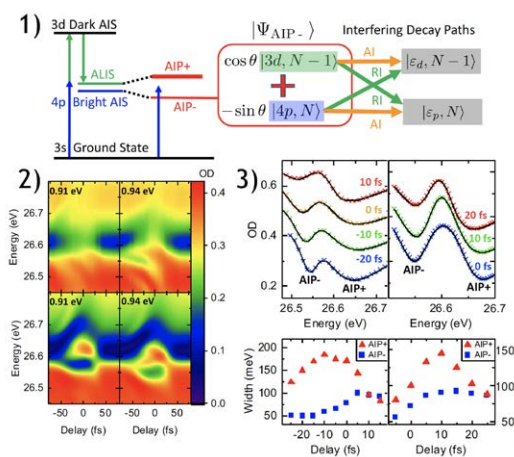 1)
3d Dark AIS
ALIS
4p Bright AIS
3s Ground State
AIP+
AIP-
|Ψ_AIP- ⟩
cos θ |3d, N−1⟩
−sin θ |4p, N⟩
Interfering Decay Paths
AI
RI
RI
AI
|ε_d, N−1⟩
|ε_p, N⟩
2)
OD
0.91 eV
0.94 eV
0.4
0.3
0.2
0.1
0.0
Energy (eV)
26.7
26.6
26.5
0.91 eV
0.94 eV
Energy (eV)
26.7
26.6
26.5
-50 0 50
-50 0 50
Delay (fs)
Delay (fs)
3)
OD
0.6
0.4
0.2
10 fs
0 fs
-10 fs
-20 fs
AIP-
AIP+
20 fs
10 fs
0 fs
AIP-
AIP+
26.5 26.6
26.6 26.7
Energy (eV)
Energy (eV)
Width (meV)
200
150
100
50
AIP+
AIP-
AIP+
AIP-
150
100
50
-20 -10 0 10
0 10 20
Delay (fs)
Delay (fs)